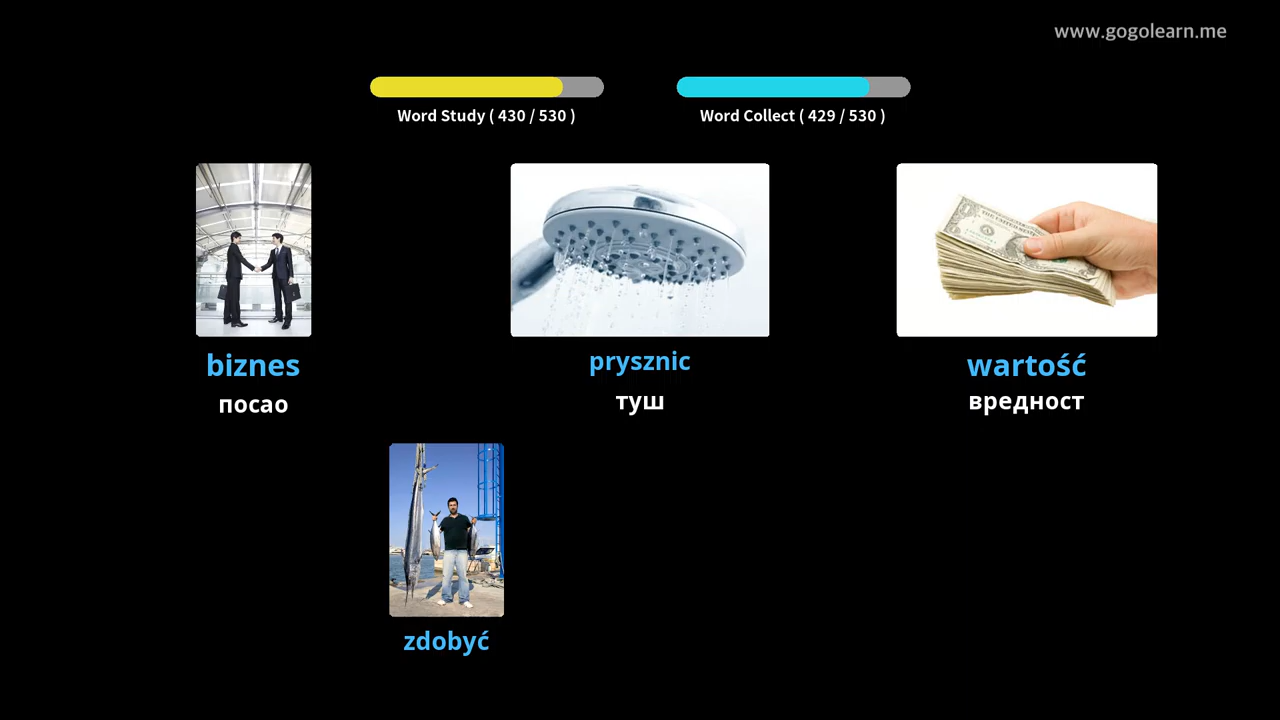 www.gogolearn.me
Word Study ( 430 / 530 )
Word Collect ( 429 / 530 )
biznes
посао
prysznic
туш
wartość
вредност
zdobyć